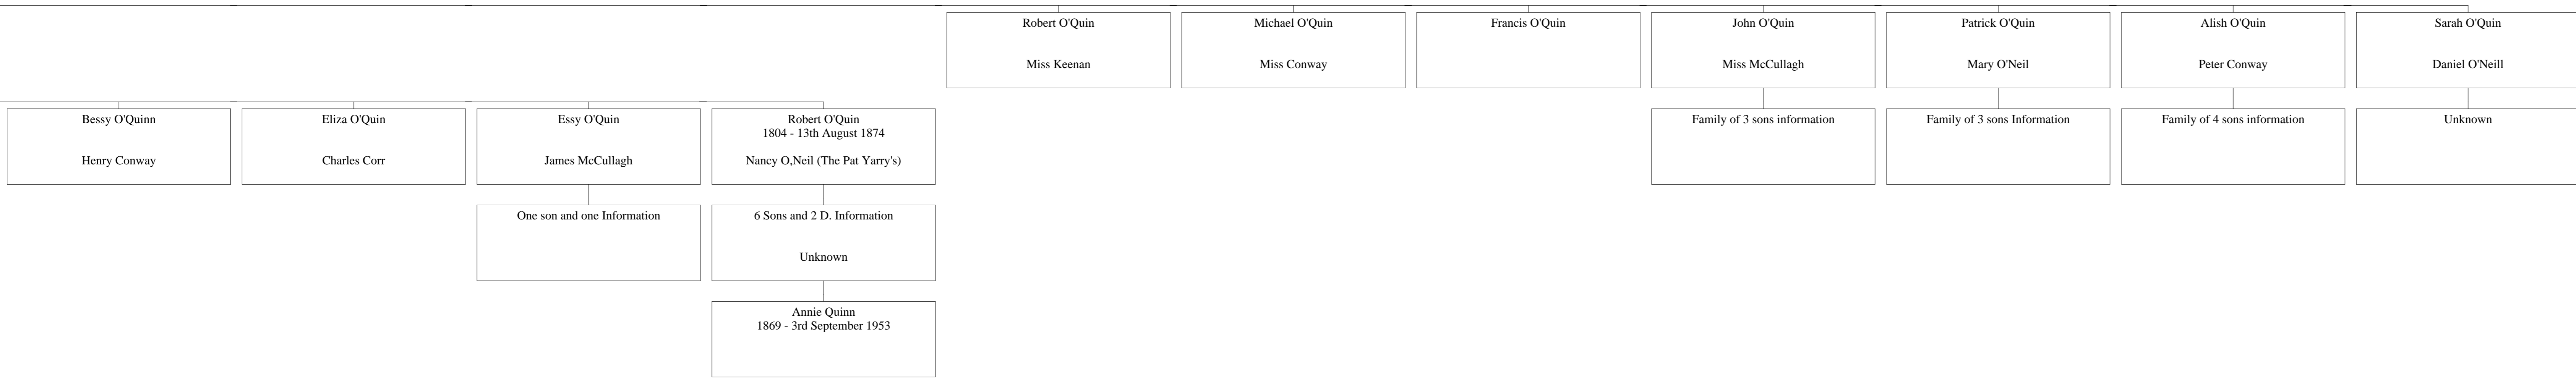 Robert O'Quin
Miss Keenan
Michael O'Quin
Miss Conway
Francis O'Quin
John O'Quin
Miss McCullagh
Patrick O'Quin
Mary O'Neil
Alish O'Quin
Peter Conway
Sarah O'Quin
Daniel O'Neill
Bessy O'Quinn
Henry Conway
Eliza O'Quin
Charles Corr
Essy O'Quin
James McCullagh
Robert O'Quin
1804 - 13th August 1874
Nancy O,Neil (The Pat Yarry's)
Family of 3 sons information
Family of 3 sons Information
Family of 4 sons information
Unknown
One son and one Information
6 Sons and 2 D. Information
Unknown
Annie Quinn
1869 - 3rd September 1953